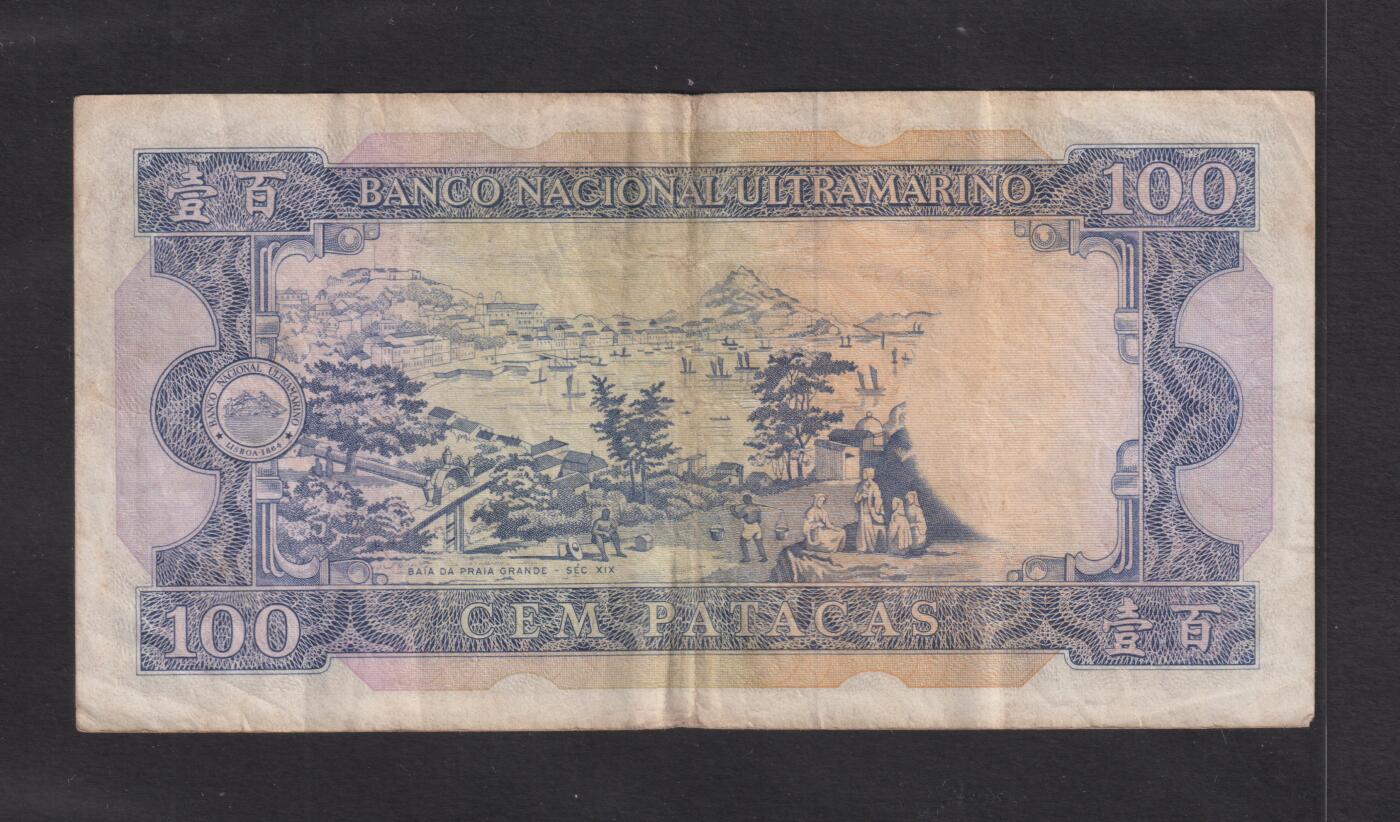 壹百
BANCO NACIONAL ULTRAMARINO
100
BANCO NACIONAL ULTRAMARINO
LISBOA-1864
BAÍA DA PRAIA GRANDE - SÉC XIX
100
CEM PATACAS
壹百